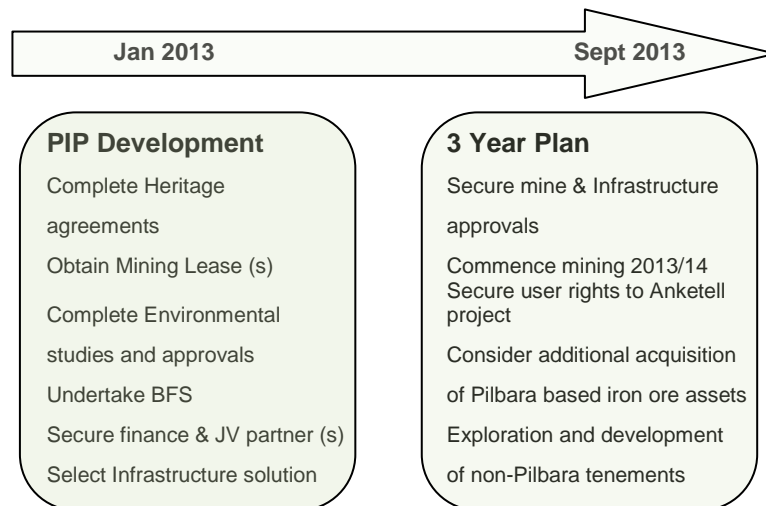 Jan 2013
Sept 2013
PIP Development
Complete Heritage
agreements
Obtain Mining Lease (s)
Complete Environmental
studies and approvals
Undertake BFS
Secure finance & JV partner (s)
Select Infrastructure solution
3 Year Plan
Secure mine & Infrastructure
approvals
Commence mining 2013/14
Secure user rights to Anketell
project
Consider additional acquisition
of Pilbara based iron ore assets
Exploration and development
of non-Pilbara tenements